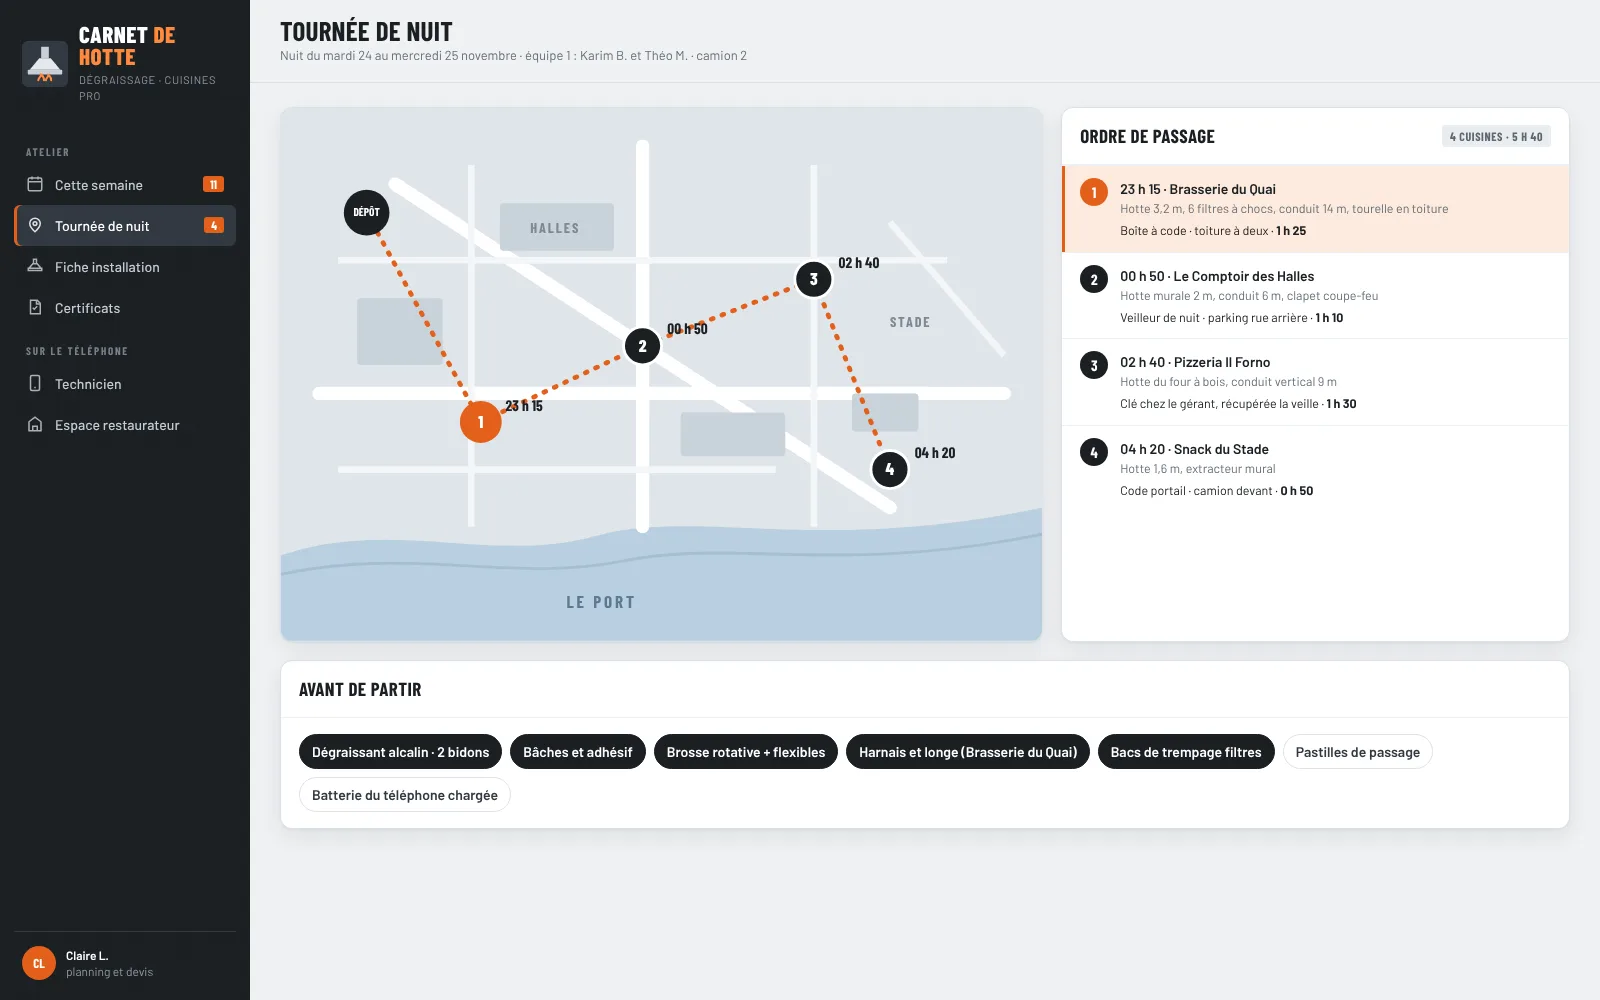 CARNET DE
HOTTE
DÉGRAISSAGE · CUISINES
PRO
ATELIER
Cette semaine 11
Tournée de nuit 4
Fiche installation
Certificats
SUR LE TÉLÉPHONE
Technicien
Espace restaurateur
CL
Claire L.
planning et devis
TOURNÉE DE NUIT
Nuit du mardi 24 au mercredi 25 novembre · équipe 1 : Karim B. et Théo M. · camion 2
DÉPÔT
HALLES
3
02 h 40
STADE
2
00 h 50
1
23 h 15
4
04 h 20
LE PORT
ORDRE DE PASSAGE
4 CUISINES · 5 H 40
1
23 h 15 · Brasserie du Quai
Hotte 3,2 m, 6 filtres à chocs, conduit 14 m, tourelle en toiture
Boîte à code · toiture à deux · 1 h 25
2
00 h 50 · Le Comptoir des Halles
Hotte murale 2 m, conduit 6 m, clapet coupe-feu
Veilleur de nuit · parking rue arrière · 1 h 10
3
02 h 40 · Pizzeria Il Forno
Hotte du four à bois, conduit vertical 9 m
Clé chez le gérant, récupérée la veille · 1 h 30
4
04 h 20 · Snack du Stade
Hotte 1,6 m, extracteur mural
Code portail · camion devant · 0 h 50
AVANT DE PARTIR
Dégraissant alcalin · 2 bidons
Bâches et adhésif
Brosse rotative + flexibles
Harnais et longe (Brasserie du Quai)
Bacs de trempage filtres
Pastilles de passage
Batterie du téléphone chargée